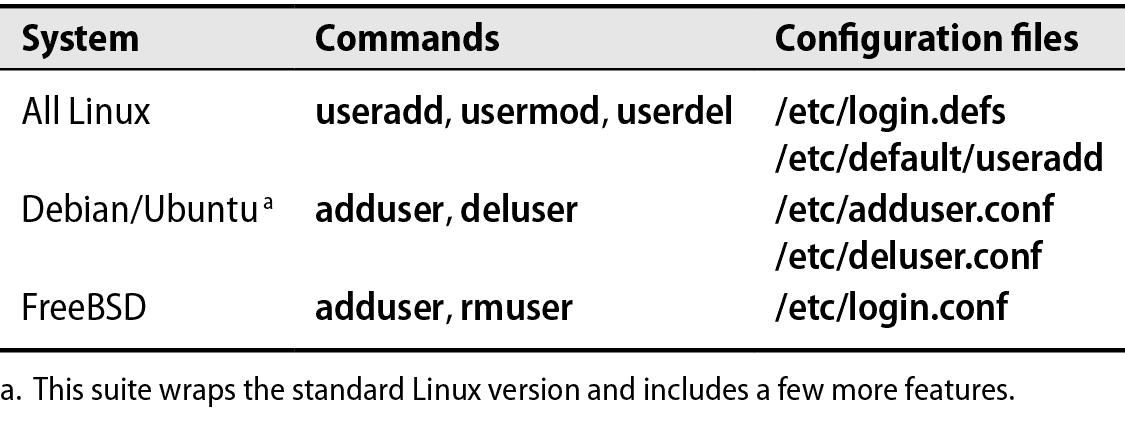 System Commands Configuration files
All Linux useradd, usermod, userdel /etc/login.defs
/etc/default/useradd
Debian/Ubuntu a adduser, deluser /etc/adduser.conf
/etc/deluser.conf
FreeBSD adduser, rmuser /etc/login.conf
a. This suite wraps the standard Linux version and includes a few more features.